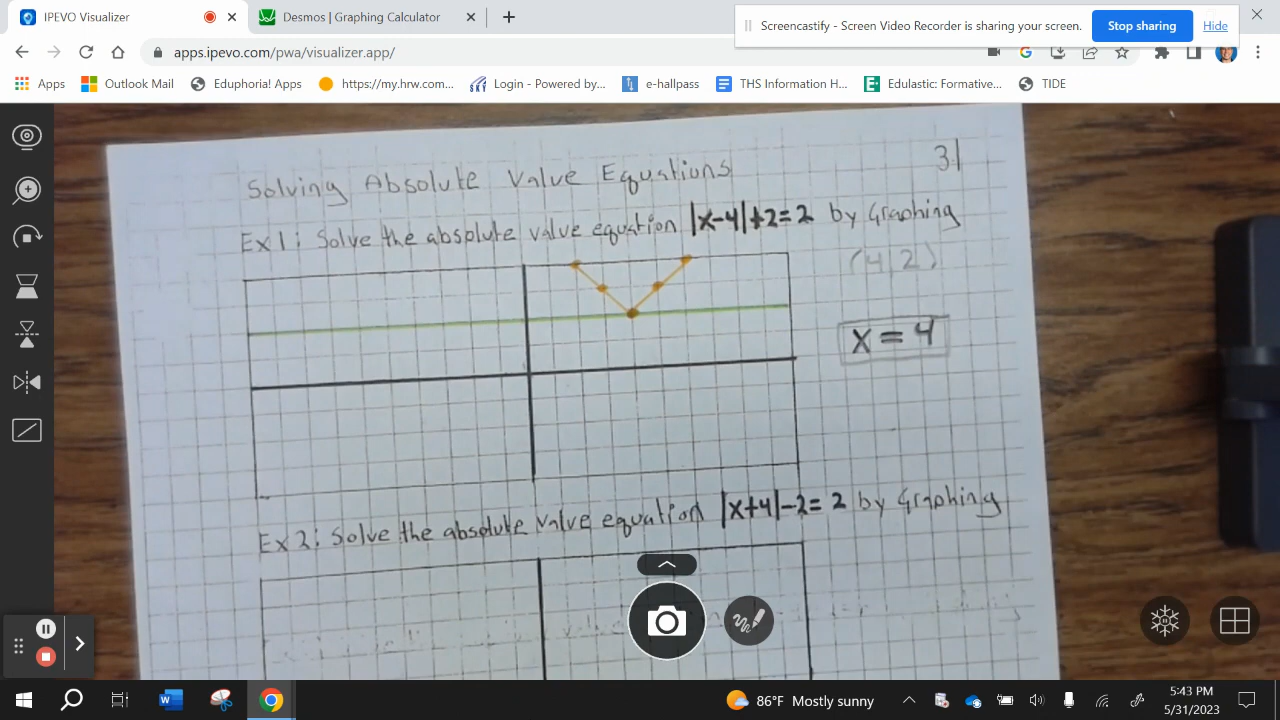 IPEVO Visualizer
Desmos | Graphing Calculator
Screencastify - Screen Video Recorder is sharing your screen.
Stop sharing
Hide
apps.ipevo.com/pwa/visualizer.app/
Apps
Outlook Mail
Eduphoria! Apps
https://my.hrw.com...
Login - Powered by...
e-hallpass
THS Information H...
Edulastic: Formative...
TIDE
31
Solving Absolute Value Equations
Ex 1: Solve the absolute value equation |x-4|+2=2 by Graphing
(4,2)
x = 4
Ex 2: Solve the absolute value equation |x+4|-2=2 by Graphing
86°F Mostly sunny
5:43 PM
5/31/2023